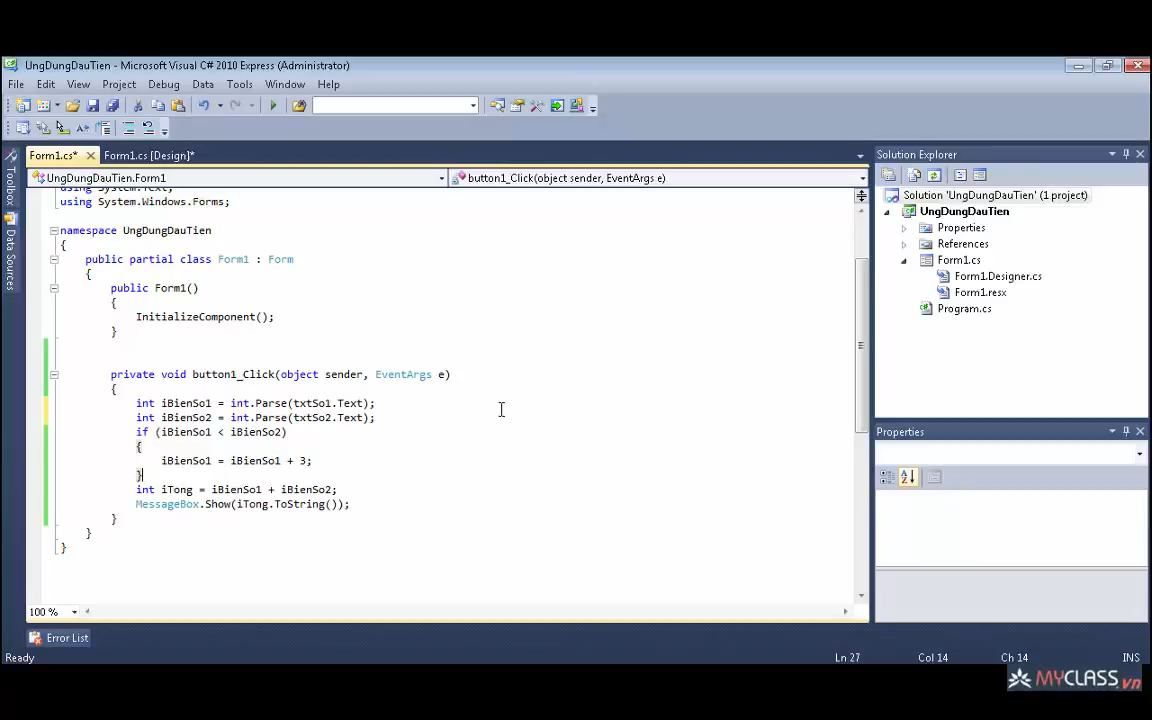 UngDungDauTien - Microsoft Visual C# 2010 Express (Administrator)
File Edit View Project Debug Data Tools Window Help
Form1.cs* Form1.cs [Design]*
UngDungDauTien.Form1 button1_Click(object sender, EventArgs e)
using System.Text;
using System.Windows.Forms;
namespace UngDungDauTien
{
public partial class Form1 : Form
{
public Form1()
{
InitializeComponent();
}
private void button1_Click(object sender, EventArgs e)
{
int iBienSo1 = int.Parse(txtSo1.Text);
int iBienSo2 = int.Parse(txtSo2.Text);
if (iBienSo1 < iBienSo2)
{
iBienSo1 = iBienSo1 + 3;
}
int iTong = iBienSo1 + iBienSo2;
MessageBox.Show(iTong.ToString());
}
}
}
100 %
Toolbox
Data Sources
Solution Explorer
Solution 'UngDungDauTien' (1 project)
UngDungDauTien
Properties
References
Form1.cs
Form1.Designer.cs
Form1.resx
Program.cs
Properties
Error List
Ready Ln 27 Col 14 Ch 14 INS
MYCLASS.vn